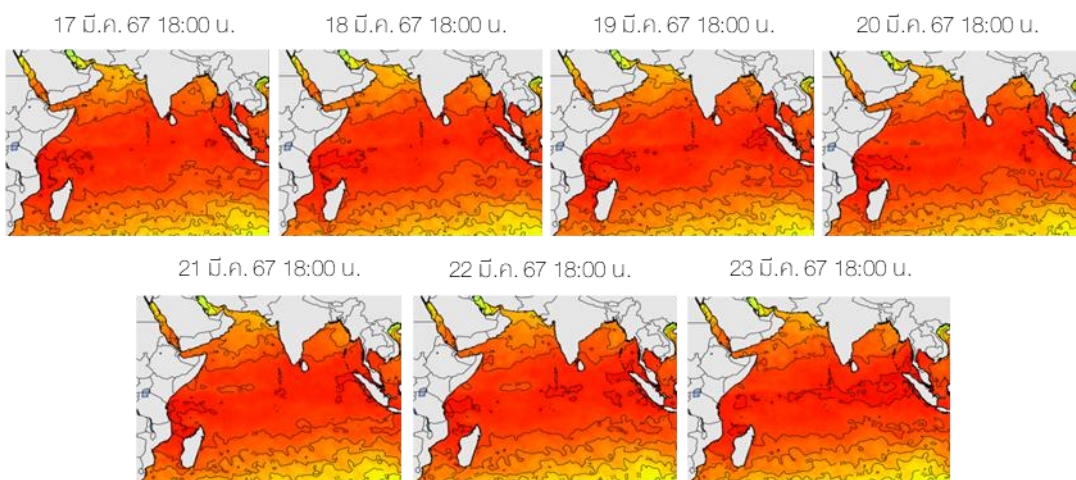 17 มี.ค. 67 18:00 น.
18 มี.ค. 67 18:00 น.
19 มี.ค. 67 18:00 น.
20 มี.ค. 67 18:00 น.
21 มี.ค. 67 18:00 น.
22 มี.ค. 67 18:00 น.
23 มี.ค. 67 18:00 น.